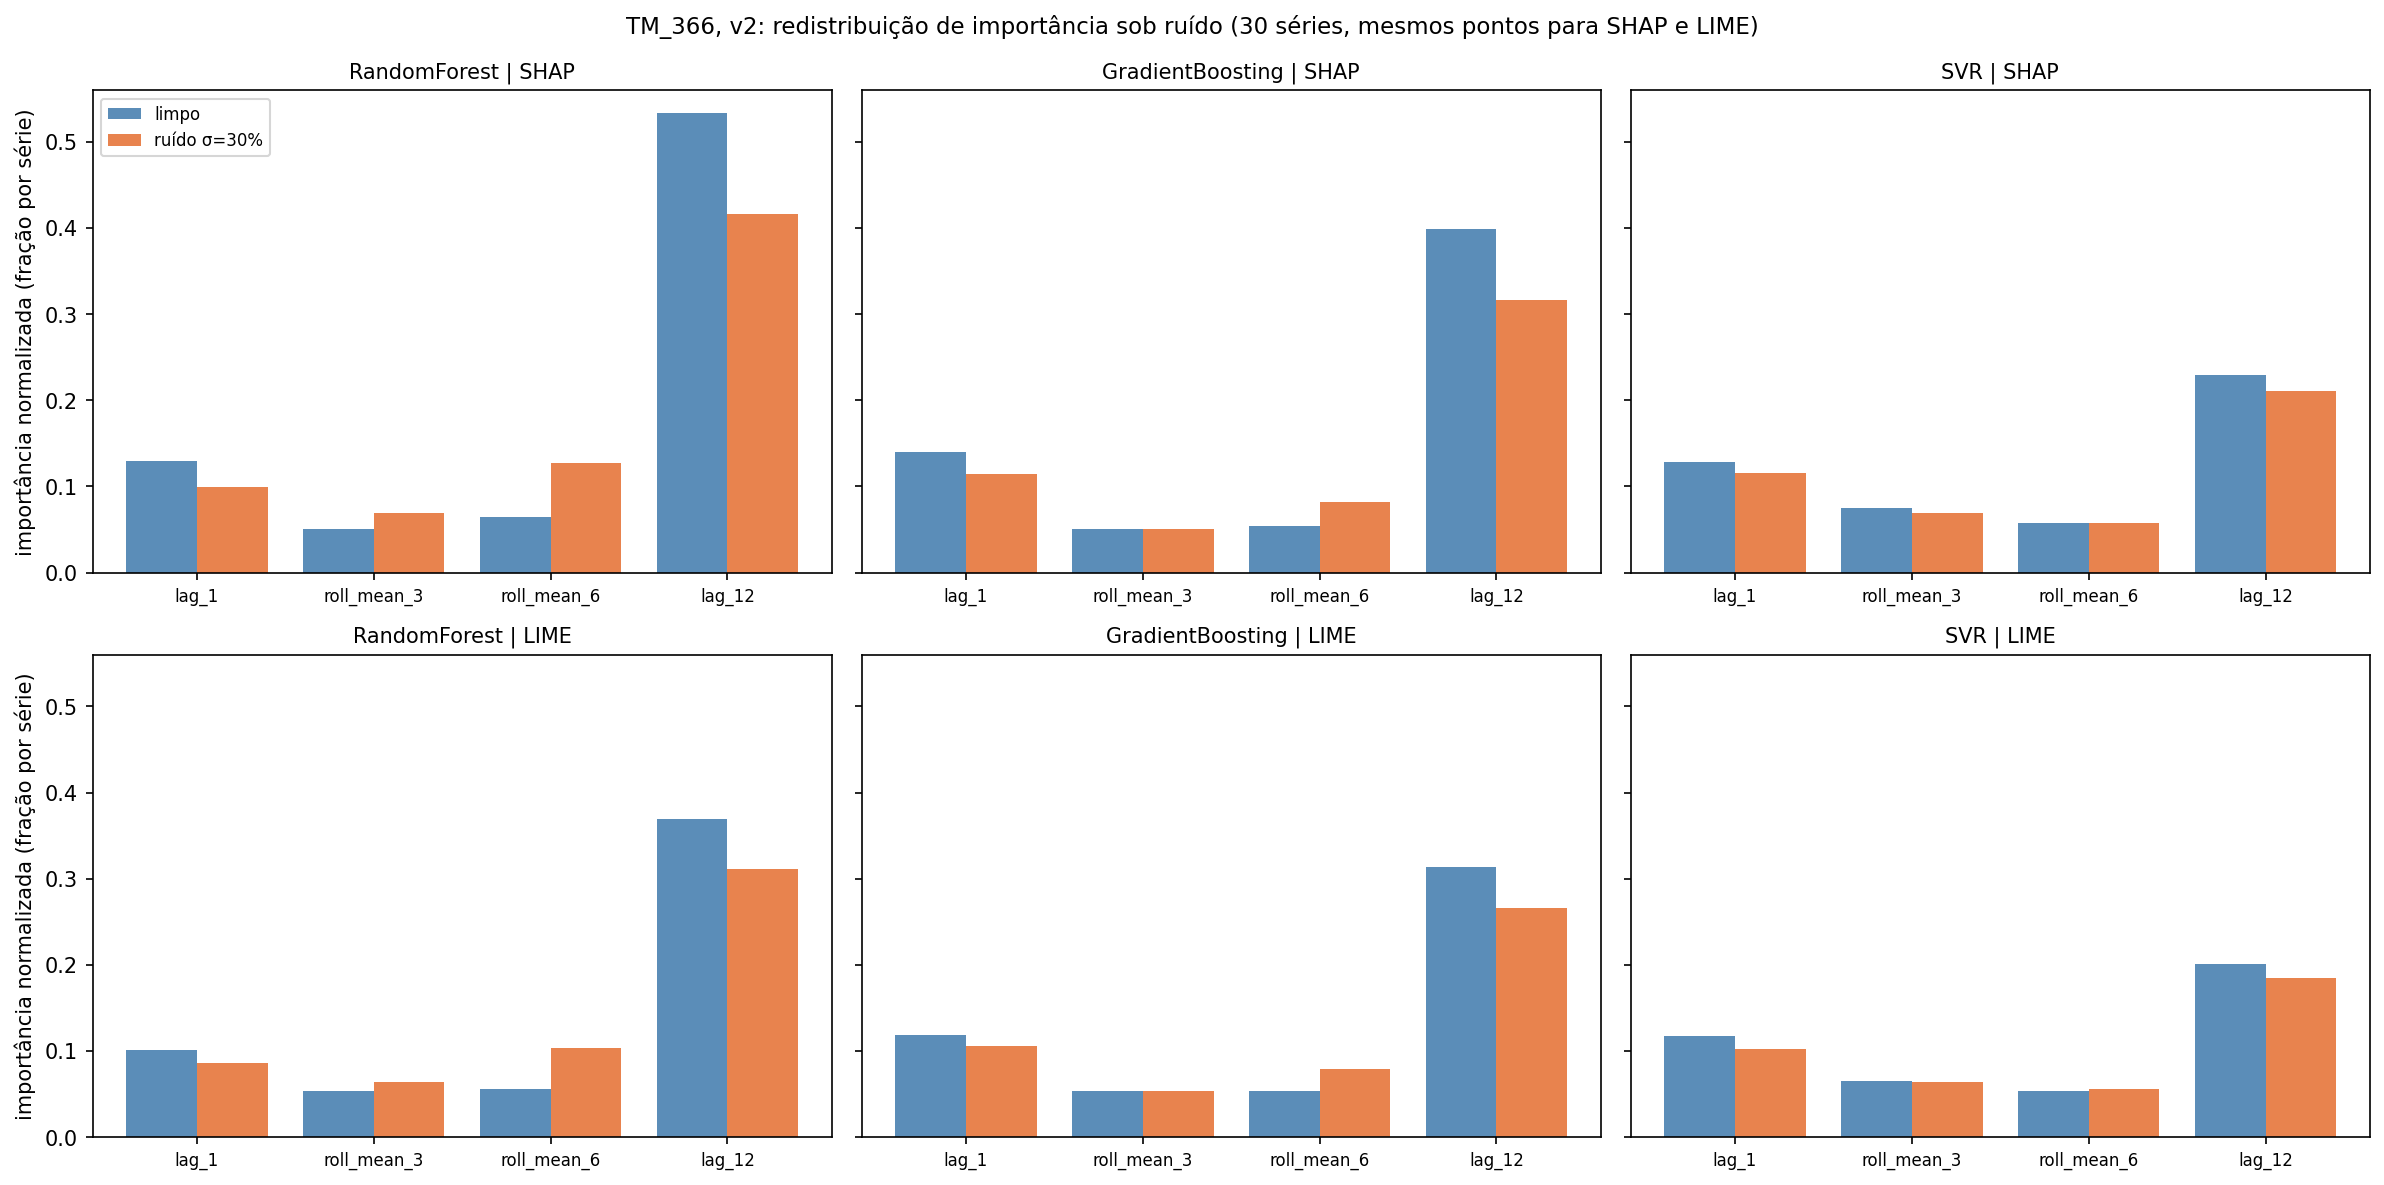 TM_366, v2: redistribuição de importância sob ruído (30 séries, mesmos pontos para SHAP e LIME)
RandomForest | SHAP
GradientBoosting | SHAP
SVR | SHAP
limpo
ruído σ=30%
importância normalizada (fração por série)
0.5
0.4
0.3
0.2
0.1
0.0
lag_1 roll_mean_3 roll_mean_6 lag_12
lag_1 roll_mean_3 roll_mean_6 lag_12
lag_1 roll_mean_3 roll_mean_6 lag_12
RandomForest | LIME
GradientBoosting | LIME
SVR | LIME
importância normalizada (fração por série)
0.5
0.4
0.3
0.2
0.1
0.0
lag_1 roll_mean_3 roll_mean_6 lag_12
lag_1 roll_mean_3 roll_mean_6 lag_12
lag_1 roll_mean_3 roll_mean_6 lag_12